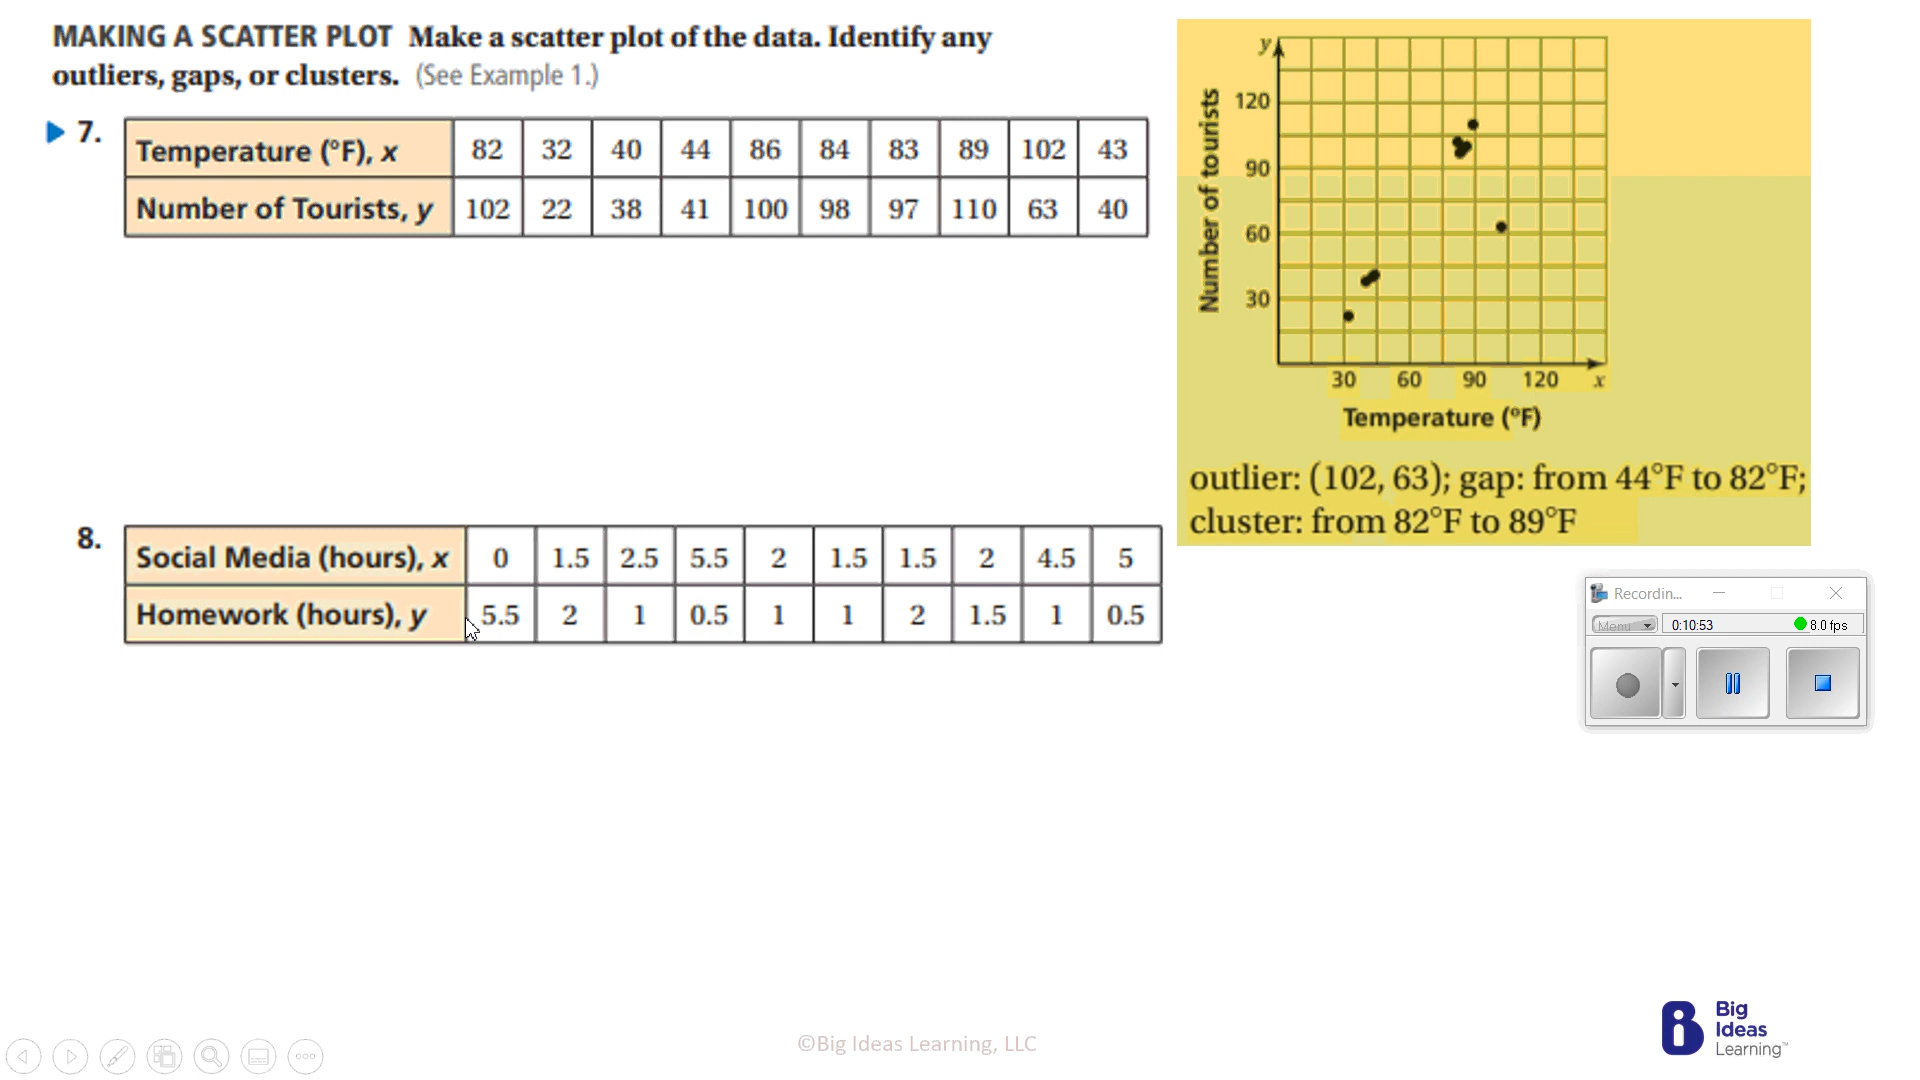 MAKING A SCATTER PLOT Make a scatter plot of the data. Identify any
outliers, gaps, or clusters. (See Example 1.)
7.
Temperature (°F), x 82 32 40 44 86 84 83 89 102 43
Number of Tourists, y 102 22 38 41 100 98 97 110 63 40
y
Number of tourists
120
90
60
30
30 60 90 120 x
Temperature (°F)
outlier: (102, 63); gap: from 44°F to 82°F;
cluster: from 82°F to 89°F
8.
Social Media (hours), x 0 1.5 2.5 5.5 2 1.5 1.5 2 4.5 5
Homework (hours), y 5.5 2 1 0.5 1 1 2 1.5 1 0.5
Recordin...
Menu 0:10:53 8.0 fps
©Big Ideas Learning, LLC
Big
Ideas
Learning™